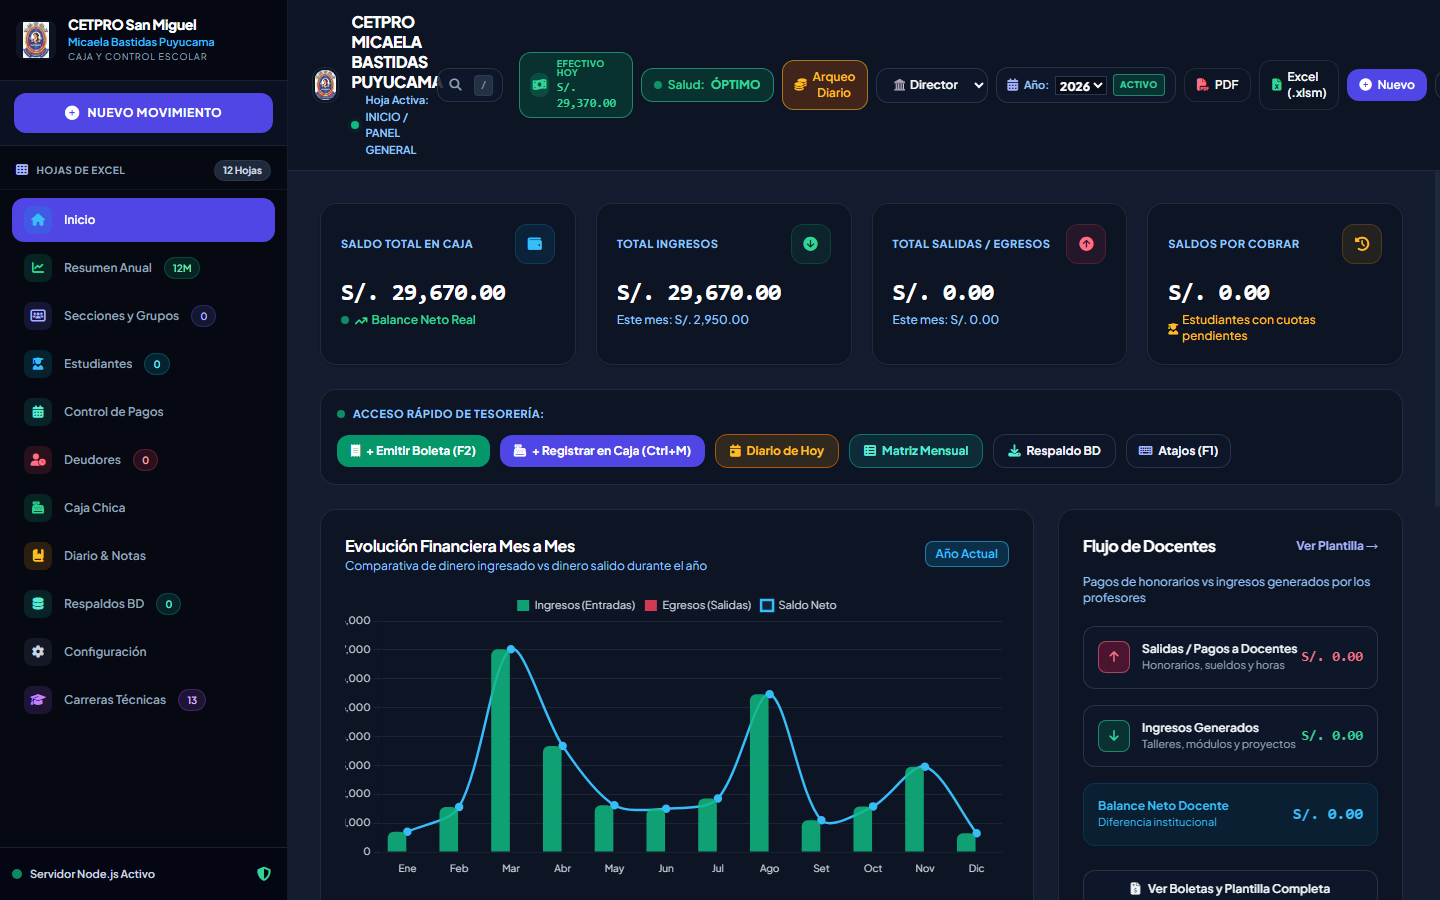 CETPRO San Miguel
Micaela Bastidas Puyucama
CAJA Y CONTROL ESCOLAR
NUEVO MOVIMIENTO
HOJAS DE EXCEL
12 Hojas
Inicio
Resumen Anual
12M
Secciones y Grupos
0
Estudiantes
0
Control de Pagos
Deudores
0
Caja Chica
Diario & Notas
Respaldos BD
0
Configuración
Carreras Técnicas
13
Servidor Node.js Activo
CETPRO
MICAELA
BASTIDAS
PUYUCAMA
Hoja Activa:
INICIO /
PANEL
GENERAL
/
EFECTIVO
HOY
S/.
29,370.00
Salud: ÓPTIMO
Arqueo
Diario
Director
Año:
2026
ACTIVO
PDF
Excel
(.xlsm)
Nuevo
SALDO TOTAL EN CAJA
S/. 29,670.00
Balance Neto Real
TOTAL INGRESOS
S/. 29,670.00
Este mes: S/. 2,950.00
TOTAL SALIDAS / EGRESOS
S/. 0.00
Este mes: S/. 0.00
SALDOS POR COBRAR
S/. 0.00
Estudiantes con cuotas
pendientes
ACCESO RÁPIDO DE TESORERÍA:
+ Emitir Boleta (F2)
+ Registrar en Caja (Ctrl+M)
Diario de Hoy
Matriz Mensual
Respaldo BD
Atajos (F1)
Evolución Financiera Mes a Mes
Comparativa de dinero ingresado vs dinero salido durante el año
Año Actual
Ingresos (Entradas)
Egresos (Salidas)
Saldo Neto
,000
,000
,000
,000
,000
,000
,000
,000
0
Ene
Feb
Mar
Abr
May
Jun
Jul
Ago
Set
Oct
Nov
Dic
Flujo de Docentes
Ver Plantilla →
Pagos de honorarios vs ingresos generados por los
profesores
Salidas / Pagos a Docentes
Honorarios, sueldos y horas
S/. 0.00
Ingresos Generados
Talleres, módulos y proyectos
S/. 0.00
Balance Neto Docente
Diferencia institucional
S/. 0.00
Ver Boletas y Plantilla Completa